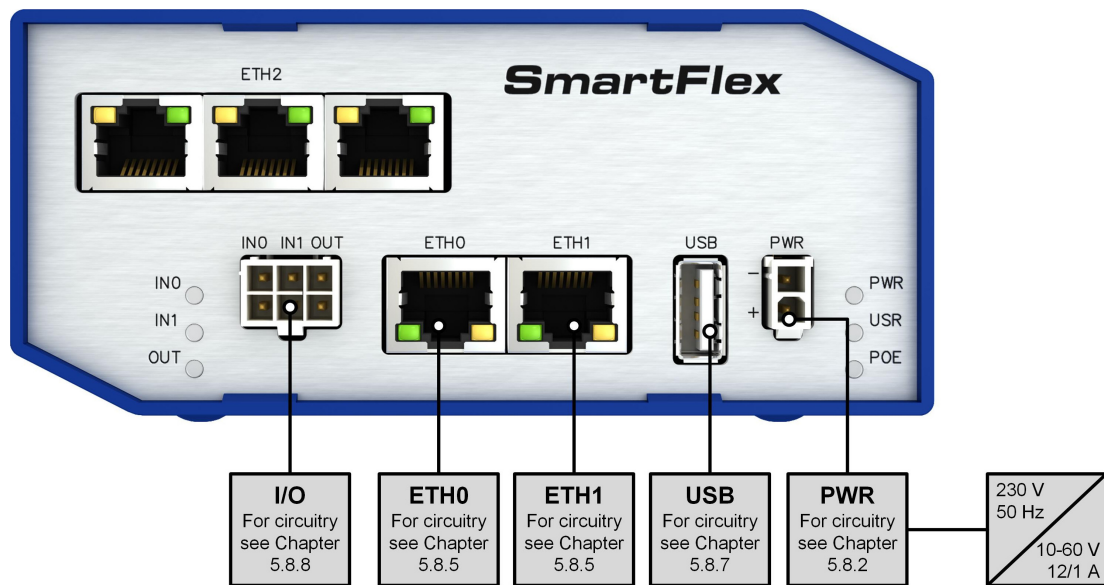 ETH2
SmartFlex
IN0 IN1 OUT
ETH0
ETH1
USB
PWR
IN0
IN1
OUT
−
+
PWR
USR
POE
I/O
For circuitry
see Chapter
5.8.8
ETH0
For circuitry
see Chapter
5.8.5
ETH1
For circuitry
see Chapter
5.8.5
USB
For circuitry
see Chapter
5.8.7
PWR
For circuitry
see Chapter
5.8.2
230 V
50 Hz
10-60 V
12/1 A